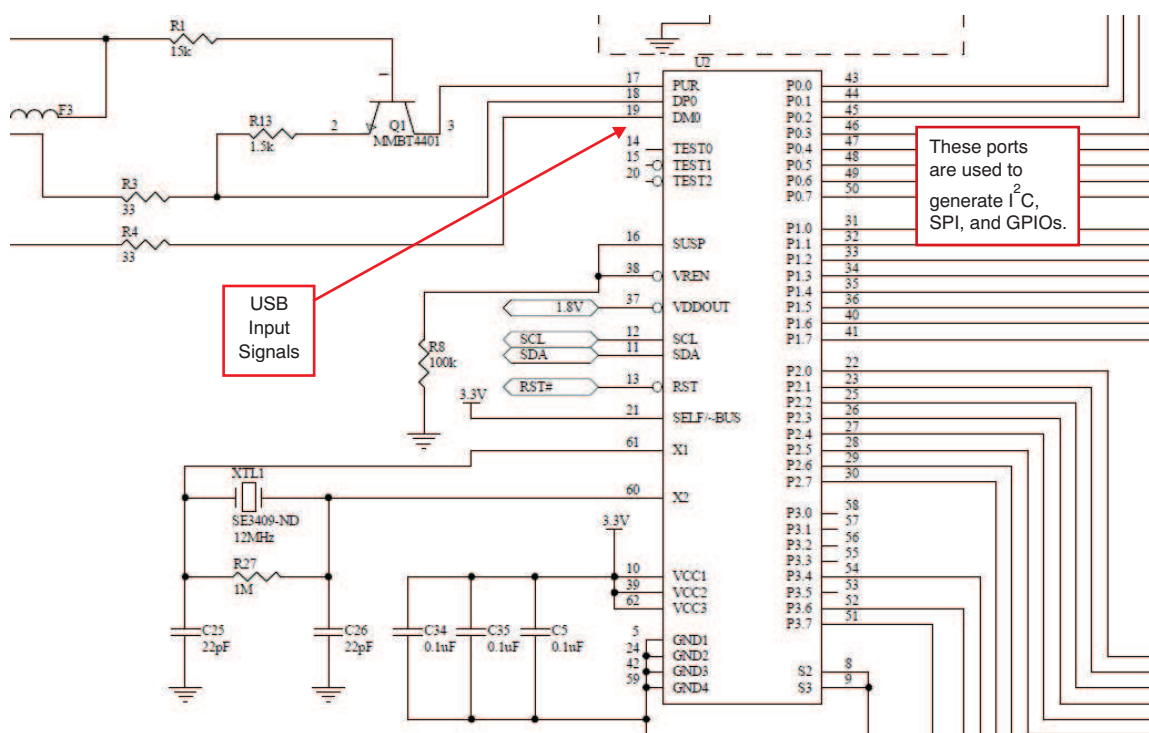 R1
15k
F3
R13
1.5k
1
2
Q1
3
MMBT4401
R3
33
R4
33
USB
Input
Signals
U2
17 PUR
18 DP0
19 DM0
14 TEST0
15 TEST1
20 TEST2
16 SUSP
38 VREN
1.8V 37 VDDOUT
SCL 12 SCL
SDA 11 SDA
RST# 13 RST
R8
100k
3.3V
21 SELF/~BUS
61 X1
60 X2
XTL1
SE3409-ND
12MHz
R27
1M
C25
22pF
C26
22pF
3.3V
10 VCC1
39 VCC2
62 VCC3
C34
0.1uF
C35
0.1uF
C5
0.1uF
5 GND1
24 GND2
42 GND3
59 GND4
P0.0 43
P0.1 44
P0.2 45
P0.3 46
P0.4 47
P0.5 48
P0.6 49
P0.7 50
These ports
are used to
generate I²C,
SPI, and GPIOs.
P1.0 31
P1.1 32
P1.2 33
P1.3 34
P1.4 35
P1.5 36
P1.6 40
P1.7 41
P2.0 22
P2.1 23
P2.2 25
P2.3 26
P2.4 27
P2.5 28
P2.6 29
P2.7 30
P3.0 58
P3.1 57
P3.2 56
P3.3 55
P3.4 54
P3.5 53
P3.6 52
P3.7 51
S2 8
S3 9